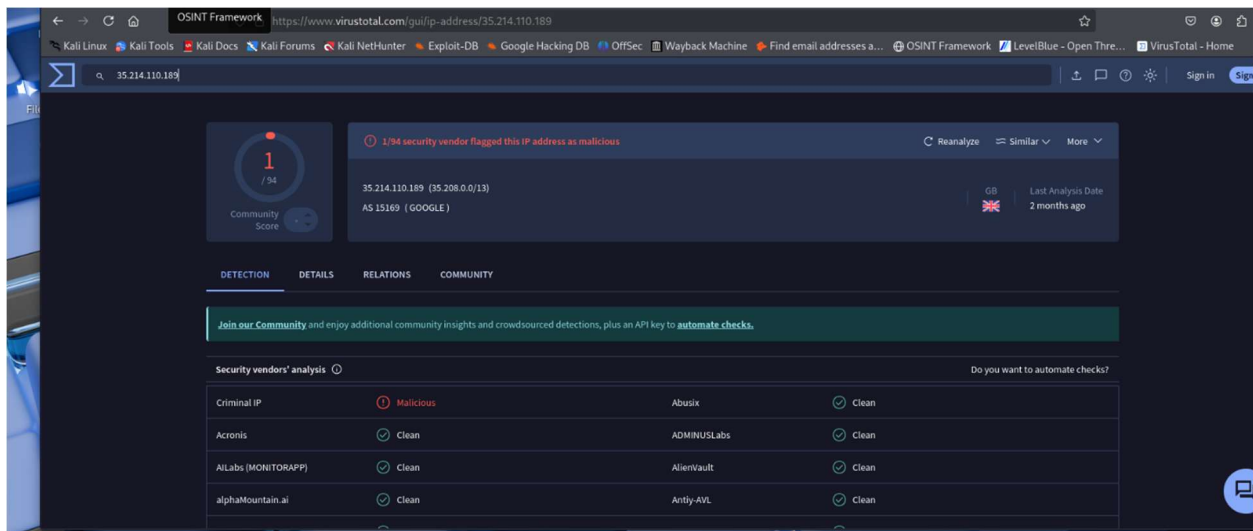 OSINT Framework
https://www.virustotal.com/gui/ip-address/35.214.110.189
Kali Linux Kali Tools Kali Docs Kali Forums Kali NetHunter Exploit-DB Google Hacking DB OffSec Wayback Machine Find email addresses a... OSINT Framework LevelBlue - Open Thre... VirusTotal - Home
35.214.110.189 Sign in Sign
Fil
1/94 security vendor flagged this IP address as malicious Reanalyze Similar More
1
/ 94
Community
Score
-
35.214.110.189 (35.208.0.0/13)
AS 15169 ( GOOGLE )
GB
Last Analysis Date
2 months ago
DETECTION DETAILS RELATIONS COMMUNITY
Join our Community and enjoy additional community insights and crowdsourced detections, plus an API key to automate checks.
Security vendors' analysis Do you want to automate checks?
Criminal IP Malicious Abusix Clean
Acronis Clean ADMINUSLabs Clean
AILabs (MONITORAPP) Clean AlienVault Clean
alphaMountain.ai Clean Antiy-AVL Clean